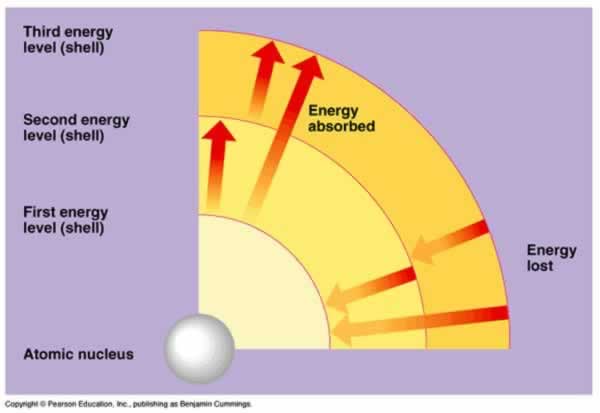 Third energy
level (shell)
Second energy
level (shell)
First energy
level (shell)
Atomic nucleus
Energy
absorbed
Energy
lost
Copyright © Pearson Education, Inc., publishing as Benjamin Cummings.